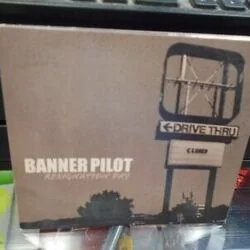 ←DRIVE THRU
CLOSED
BANNER PILOT
RESIGNATION DAY